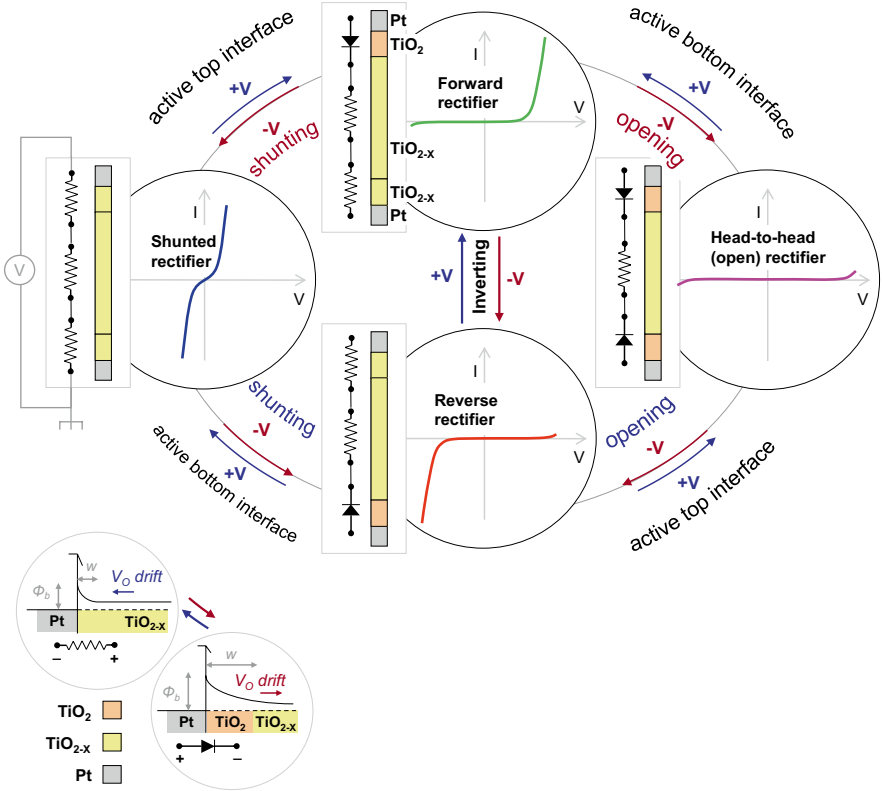 active top interface
+V
-V
shunting
Pt
TiO2
TiO2-X
TiO2-X
Pt
I
Forward
rectifier
V
active bottom interface
+V
-V
opening
V
I
Shunted
rectifier
V
+V
Inverting
-V
I
Head-to-head
(open) rectifier
V
shunting
-V
+V
active bottom interface
I
Reverse
rectifier
V
opening
-V
+V
active top interface
w
Φb
VO drift
Pt
TiO2-X
–
+
w
Φb
VO drift
Pt
TiO2
TiO2-X
+
–
TiO2
TiO2-X
Pt